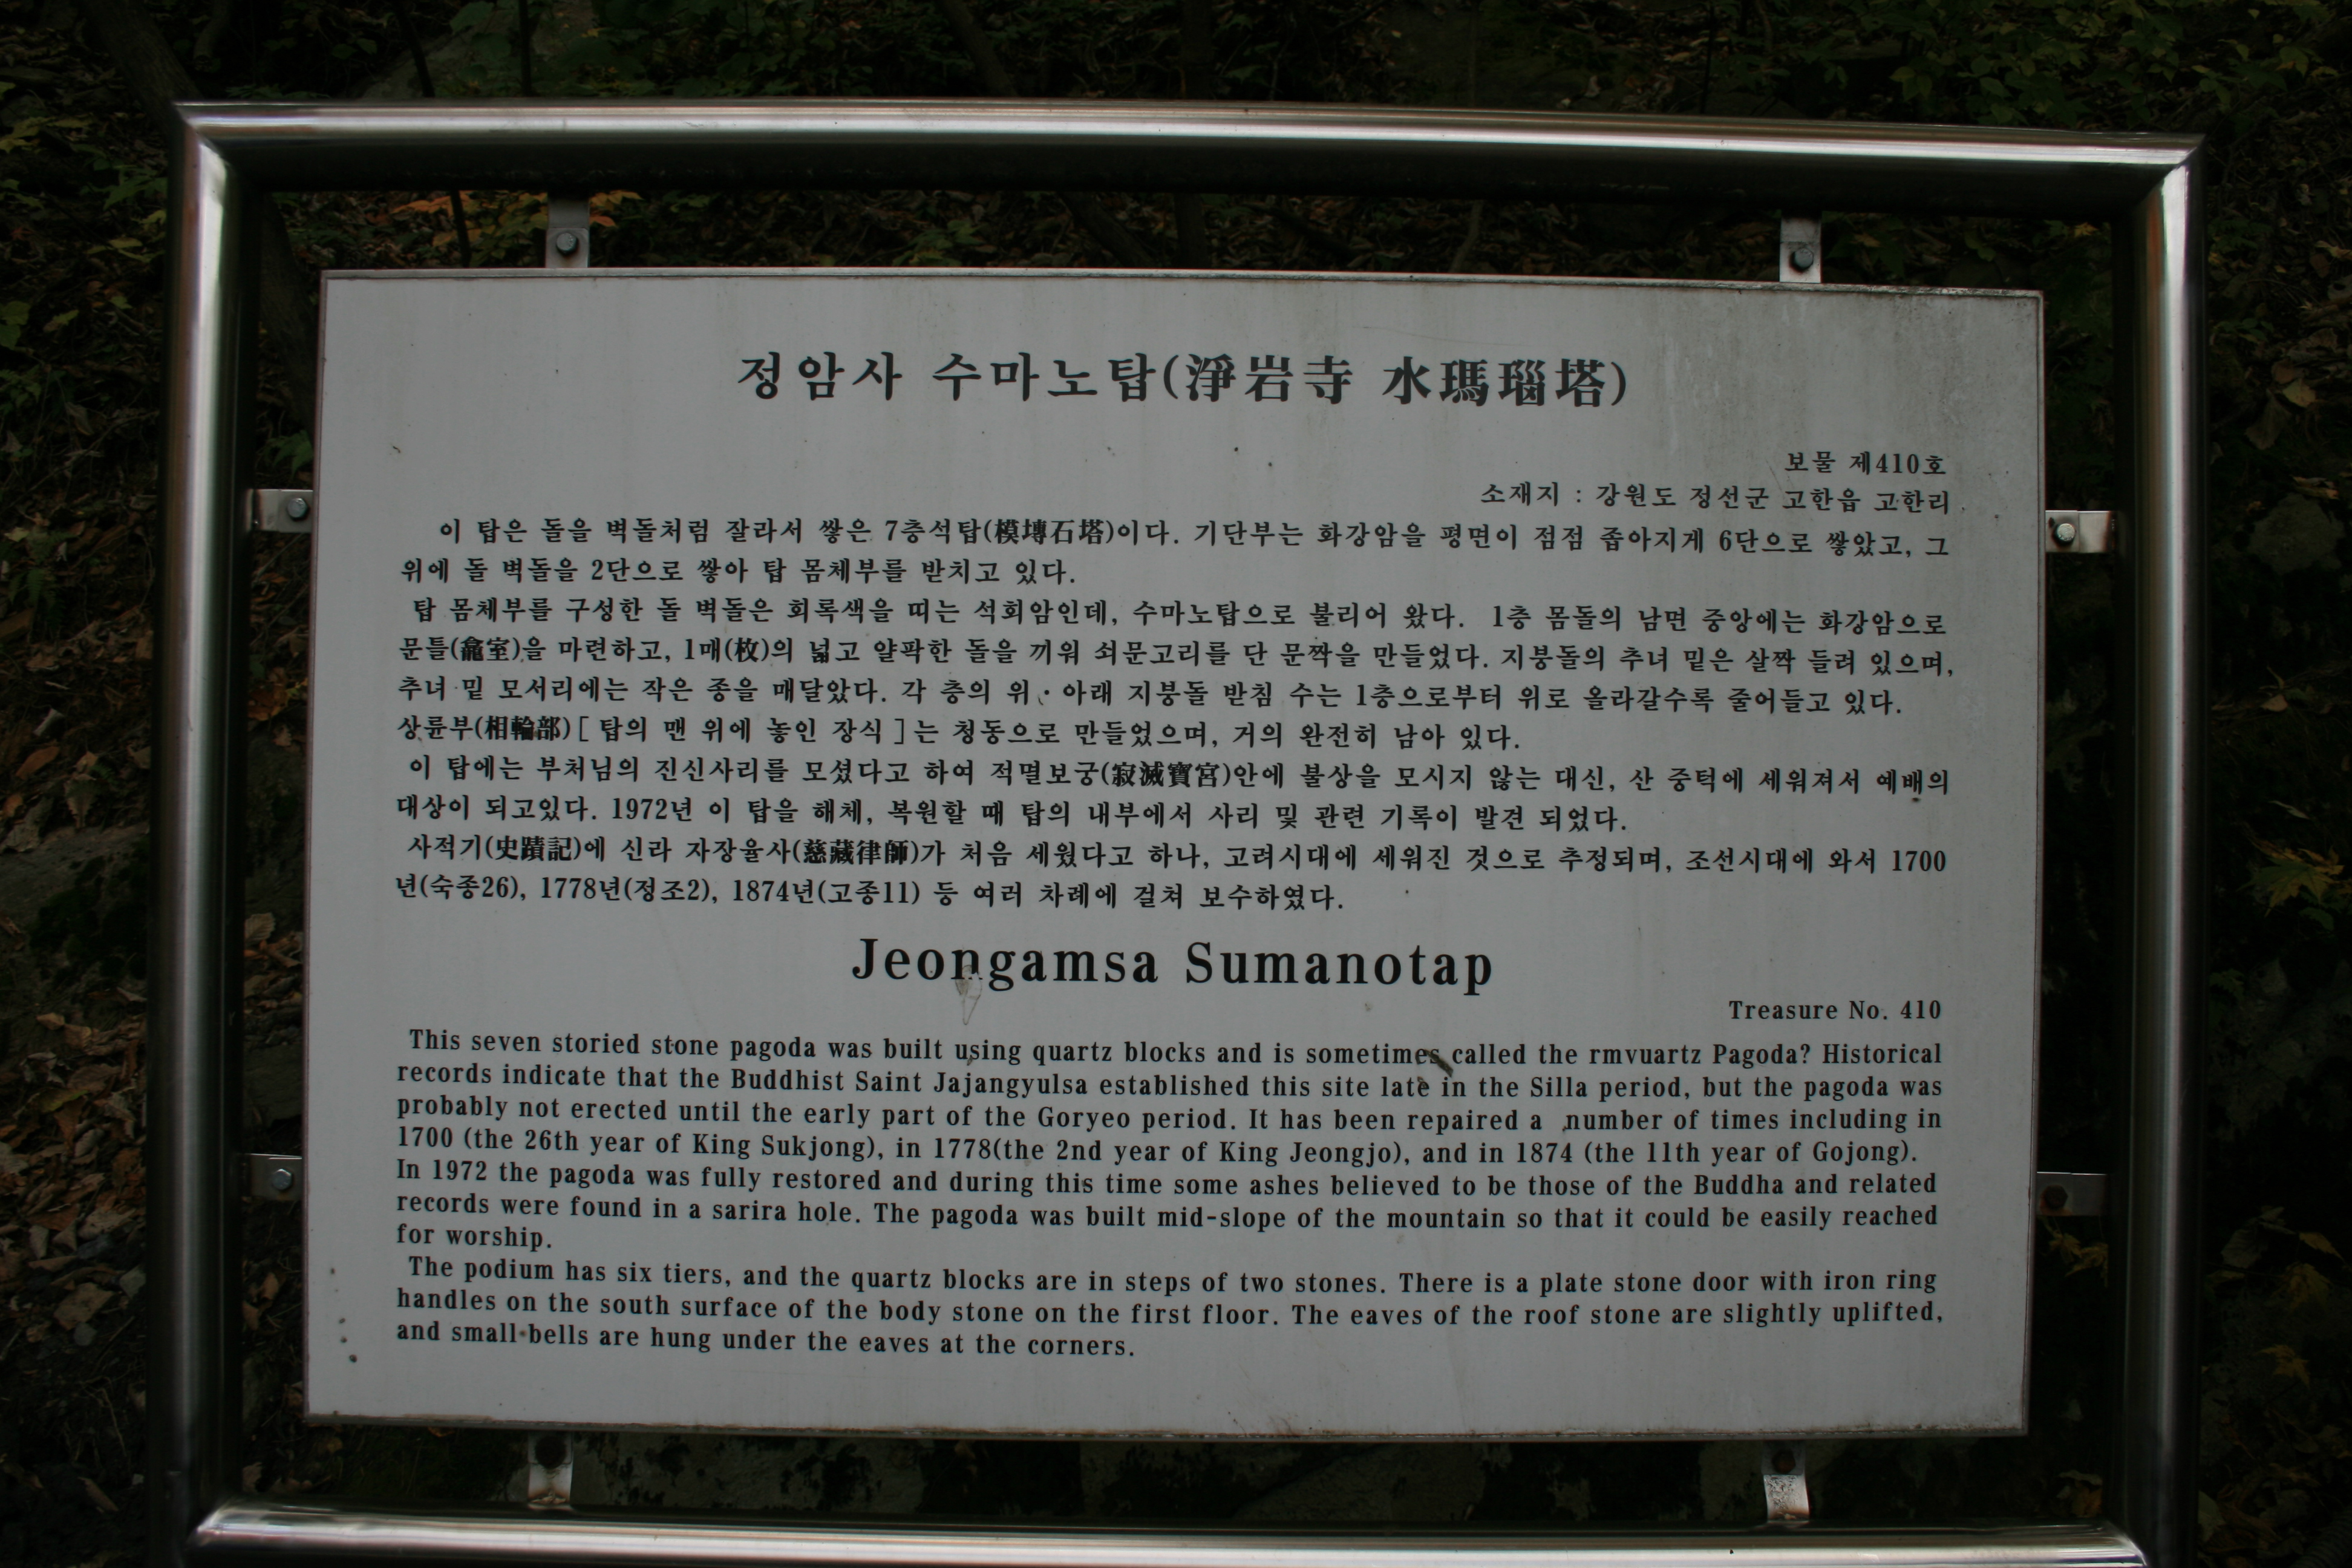 정암사 수마노탑(淨岩寺 水瑪瑙塔)
보물 제410호
소재지 : 강원도 정선군 고한읍 고한리
이 탑은 돌을 벽돌처럼 잘라서 쌓은 7층석탑(模塼石塔)이다. 기단부는 화강암을 평면이 점점 좁아지게 6단으로 쌓았고, 그
위에 돌 벽돌을 2단으로 쌓아 탑 몸체부를 받치고 있다.
탑 몸체부를 구성한 돌 벽돌은 회록색을 띠는 석회암인데, 수마노탑으로 불리어 왔다. 1층 몸돌의 남면 중앙에는 화강암으로
문틀(龕室)을 마련하고, 1매(枚)의 넓고 얄팍한 돌을 끼워 쇠문고리를 단 문짝을 만들었다. 지붕돌의 추녀 밑은 살짝 들려 있으며,
추녀 밑 모서리에는 작은 종을 매달았다. 각 층의 위·아래 지붕돌 받침 수는 1층으로부터 위로 올라갈수록 줄어들고 있다.
상륜부(相輪部)[ 탑의 맨 위에 놓인 장식 ]는 청동으로 만들었으며, 거의 완전히 남아 있다.
이 탑에는 부처님의 진신사리를 모셨다고 하여 적멸보궁(寂滅寶宮)안에 불상을 모시지 않는 대신, 산 중턱에 세워져서 예배의
대상이 되고있다. 1972년 이 탑을 해체, 복원할 때 탑의 내부에서 사리 및 관련 기록이 발견 되었다.
사적기(史蹟記)에 신라 자장율사(慈藏律師)가 처음 세웠다고 하나, 고려시대에 세워진 것으로 추정되며, 조선시대에 와서 1700
년(숙종26), 1778년(정조2), 1874년(고종11) 등 여러 차례에 걸쳐 보수하였다.
Jeongamsa Sumanotap
Treasure No. 410
This seven storied stone pagoda was built using quartz blocks and is sometimes called the rmvuartz Pagoda? Historical
records indicate that the Buddhist Saint Jajangyulsa established this site late in the Silla period, but the pagoda was
probably not erected until the early part of the Goryeo period. It has been repaired a number of times including in
1700 (the 26th year of King Sukjong), in 1778(the 2nd year of King Jeongjo), and in 1874 (the 11th year of Gojong).
In 1972 the pagoda was fully restored and during this time some ashes believed to be those of the Buddha and related
records were found in a sarira hole. The pagoda was built mid-slope of the mountain so that it could be easily reached
for worship.
The podium has six tiers, and the quartz blocks are in steps of two stones. There is a plate stone door with iron ring
handles on the south surface of the body stone on the first floor. The eaves of the roof stone are slightly uplifted,
and small bells are hung under the eaves at the corners.